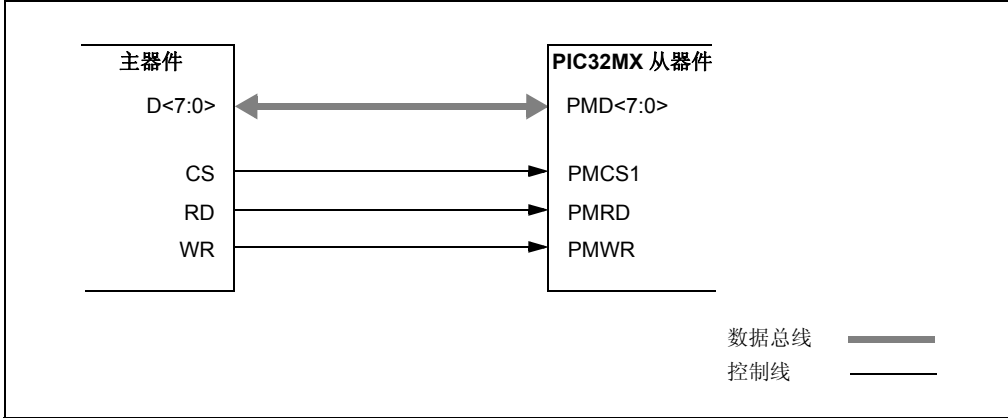 主器件
PIC32MX 从器件
D<7:0>
PMD<7:0>
CS
PMCS1
RD
PMRD
WR
PMWR
数据总线
控制线